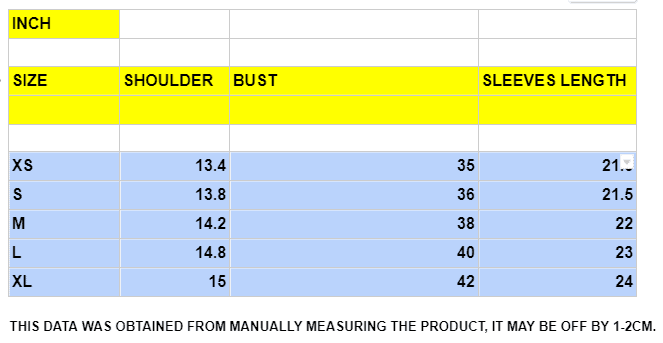 INCH
SIZE SHOULDER BUST SLEEVES LENGTH
XS 13.4 35
S 13.8 36 21.5
M 14.2 38 22
L 14.8 40 23
XL 15 42 24
THIS DATA WAS OBTAINED FROM MANUALLY MEASURING THE PRODUCT, IT MAY BE OFF BY 1-2CM.